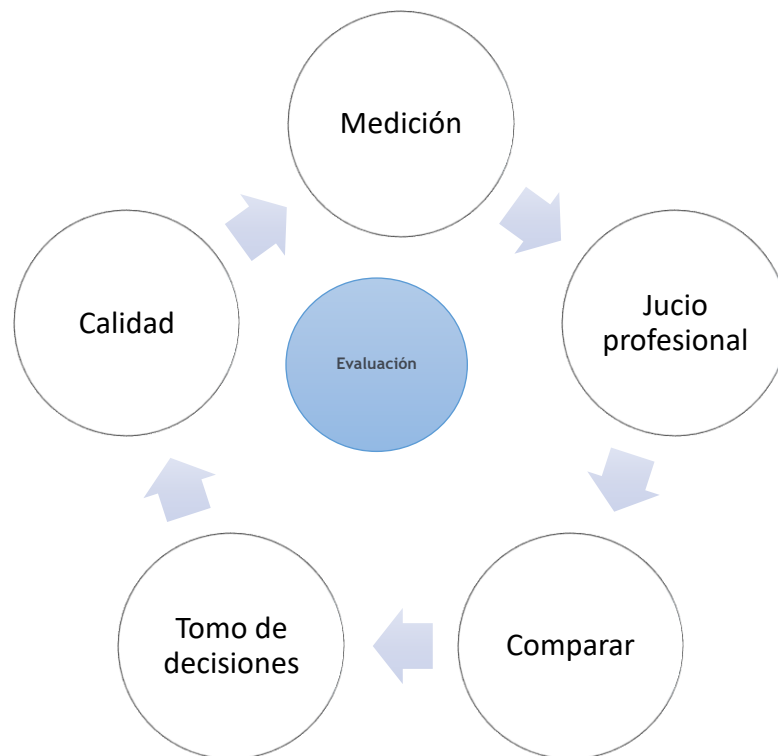 Medición
Jucio
profesional
Comparar
Tomo de
decisiones
Calidad
Evaluación